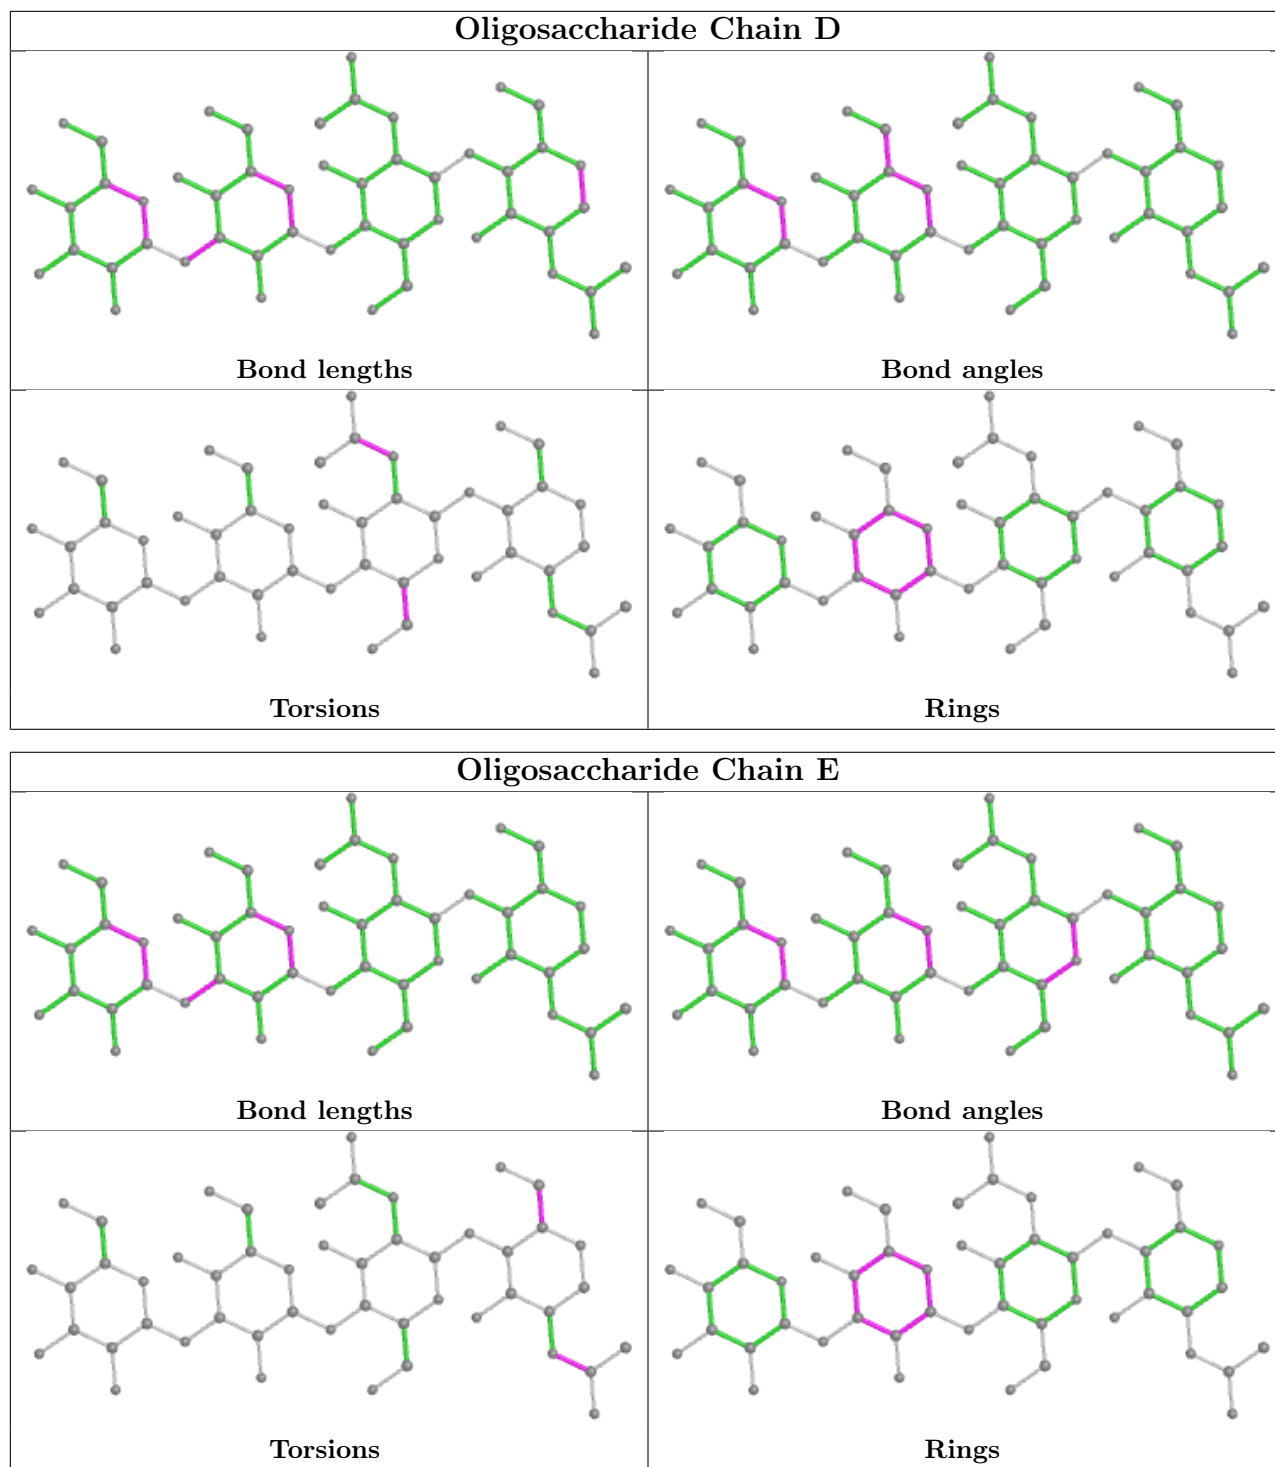 Oligosaccharide Chain D
Bond lengths
Bond angles
Torsions
Rings
Oligosaccharide Chain E
Bond lengths
Bond angles
Torsions
Rings